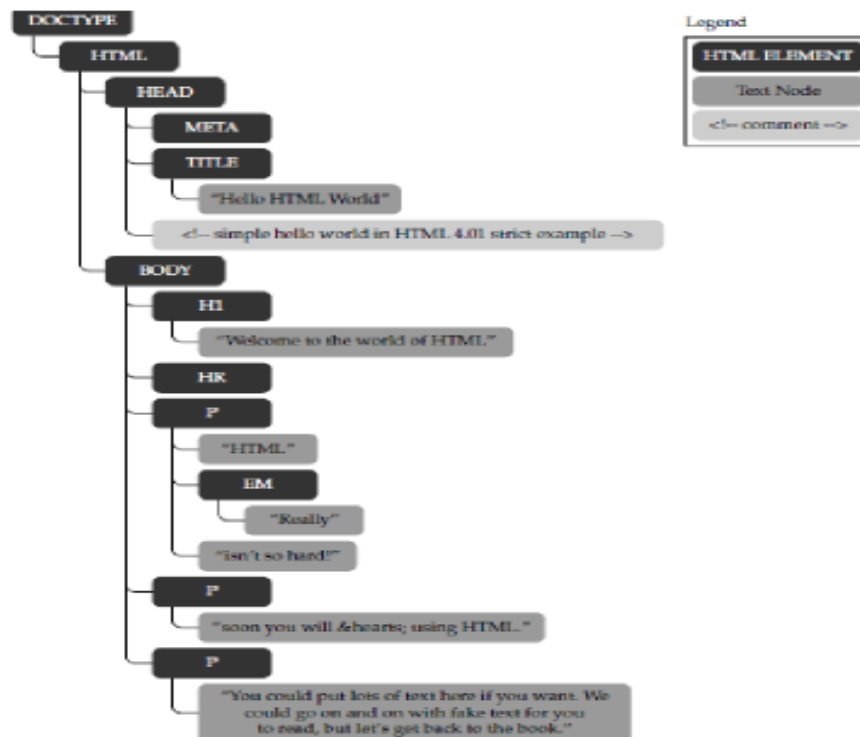 DOCTYPE
HTML
HEAD
META
TITLE
“Hello HTML World”
<!-- simple hello world in HTML 4.01 strict example -->
BODY
H1
“Welcome to the world of HTML”
HR
P
“HTML”
EM
“Really”
“isn’t so hard!”
P
“soon you will &hearts; using HTML.”
P
“You could put lots of text here if you want. We
could go on and on with fake text for you
to read, but let’s get back to the book.”
Legend
HTML ELEMENT
Text Node
<!-- comment -->